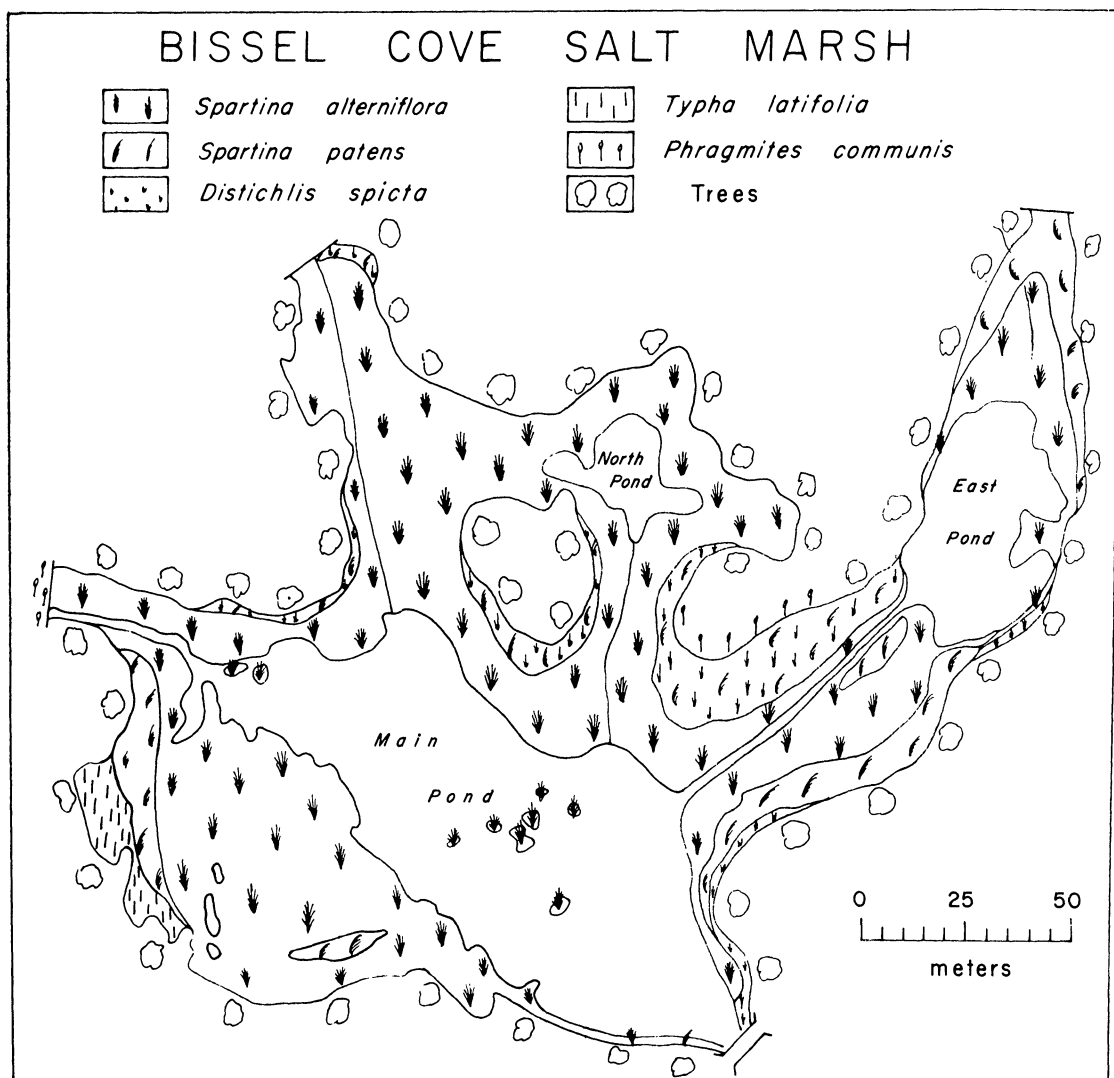 BISSEL COVE SALT MARSH
Spartina alterniflora
Spartina patens
Distichlis spicta
Typha latifolia
Phragmites communis
Trees
North
Pond
East
Pond
Main
Pond
0 25 50
meters